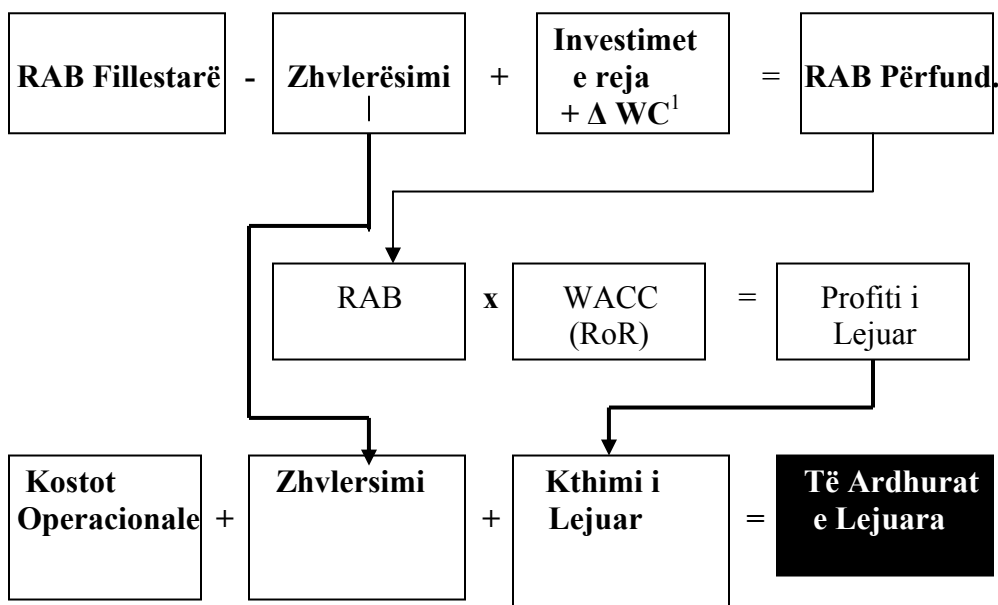 RAB Fillestarë - Zhvlerësimi + Investimet e reja + Δ WC¹ = RAB Përfund.
RAB x WACC (RoR) = Profiti i Lejuar
Kostot Operacionale + Zhvlersimi + Kthimi i Lejuar = Të Ardhurat e Lejuara